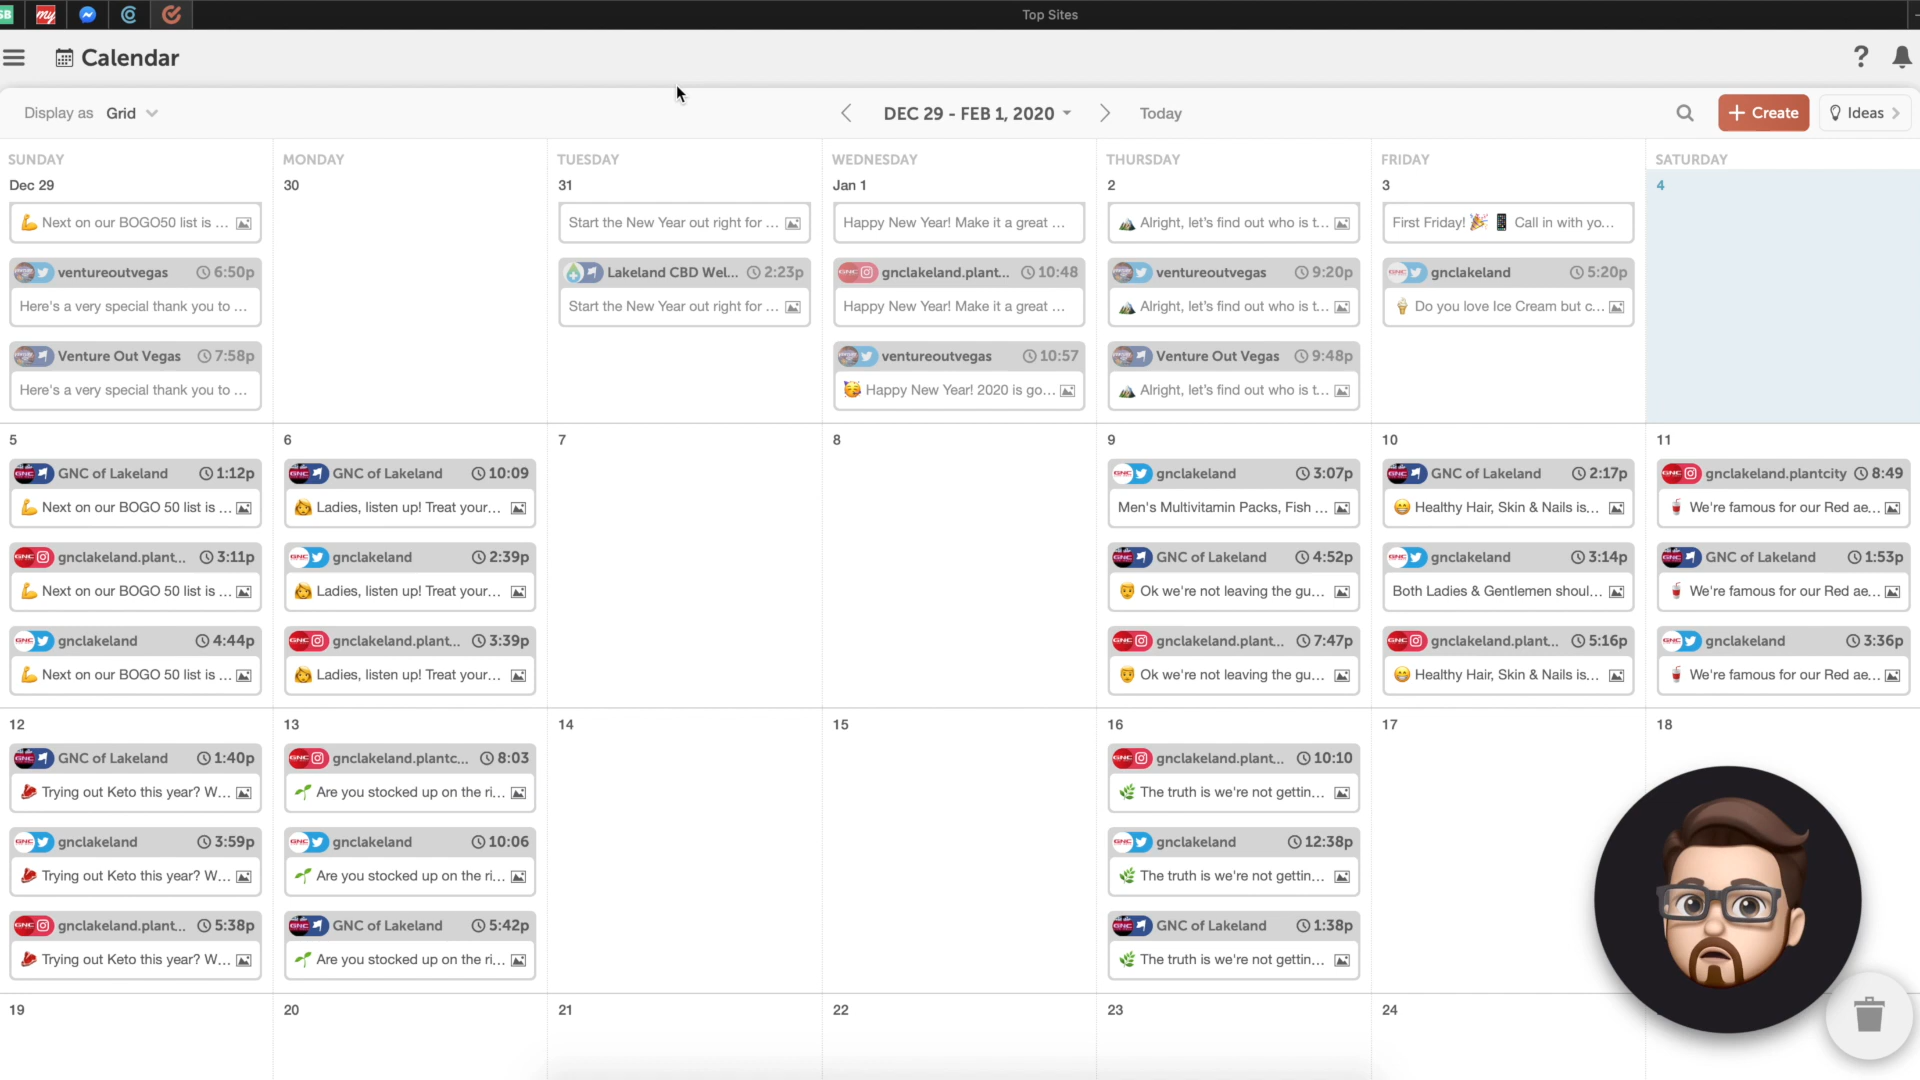 SB
my
Top Sites
Calendar
?
Display as Grid
DEC 29 - FEB 1, 2020
Today
+ Create
Ideas
SUNDAY
MONDAY
TUESDAY
WEDNESDAY
THURSDAY
FRIDAY
SATURDAY
Dec 29
30
31
Jan 1
2
3
4
💪 Next on our BOGO50 list is ...
Start the New Year out right for ...
Happy New Year! Make it a great ...
⛰️ Alright, let's find out who is t...
First Friday! 🎉 📱 Call in with yo...
ventureoutvegas 6:50p
Lakeland CBD Wel... 2:23p
gnclakeland.plant... 10:48
ventureoutvegas 9:20p
gnclakeland 5:20p
Here's a very special thank you to ...
Start the New Year out right for ...
Happy New Year! Make it a great ...
⛰️ Alright, let's find out who is t...
🍦 Do you love Ice Cream but c...
Venture Out Vegas 7:58p
ventureoutvegas 10:57
Venture Out Vegas 9:48p
Here's a very special thank you to ...
🥳 Happy New Year! 2020 is go...
⛰️ Alright, let's find out who is t...
5
6
7
8
9
10
11
GNC of Lakeland 1:12p
GNC of Lakeland 10:09
gnclakeland 3:07p
GNC of Lakeland 2:17p
gnclakeland.plantcity 8:49
💪 Next on our BOGO 50 list is ...
👩 Ladies, listen up! Treat your...
Men's Multivitamin Packs, Fish ...
😁 Healthy Hair, Skin & Nails is...
🥤 We're famous for our Red ae...
gnclakeland.plant... 3:11p
gnclakeland 2:39p
GNC of Lakeland 4:52p
gnclakeland 3:14p
GNC of Lakeland 1:53p
💪 Next on our BOGO 50 list is ...
👩 Ladies, listen up! Treat your...
👨 Ok we're not leaving the gu...
Both Ladies & Gentlemen shoul...
🥤 We're famous for our Red ae...
gnclakeland 4:44p
gnclakeland.plant... 3:39p
gnclakeland.plant... 7:47p
gnclakeland.plant... 5:16p
gnclakeland 3:36p
💪 Next on our BOGO 50 list is ...
👩 Ladies, listen up! Treat your...
👨 Ok we're not leaving the gu...
😁 Healthy Hair, Skin & Nails is...
🥤 We're famous for our Red ae...
12
13
14
15
16
17
18
GNC of Lakeland 1:40p
gnclakeland.plantc... 8:03
gnclakeland.plant... 10:10
🥩 Trying out Keto this year? W...
🌱 Are you stocked up on the ri...
🌿 The truth is we're not gettin...
gnclakeland 3:59p
gnclakeland 10:06
gnclakeland 12:38p
🥩 Trying out Keto this year? W...
🌱 Are you stocked up on the ri...
🌿 The truth is we're not gettin...
gnclakeland.plant... 5:38p
GNC of Lakeland 5:42p
GNC of Lakeland 1:38p
🥩 Trying out Keto this year? W...
🌱 Are you stocked up on the ri...
🌿 The truth is we're not gettin...
19
20
21
22
23
24